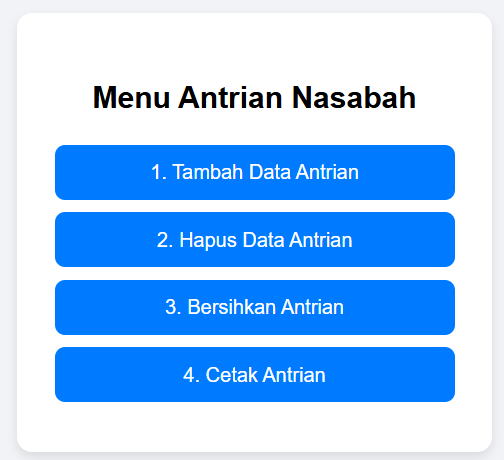 Menu Antrian Nasabah
1. Tambah Data Antrian
2. Hapus Data Antrian
3. Bersihkan Antrian
4. Cetak Antrian